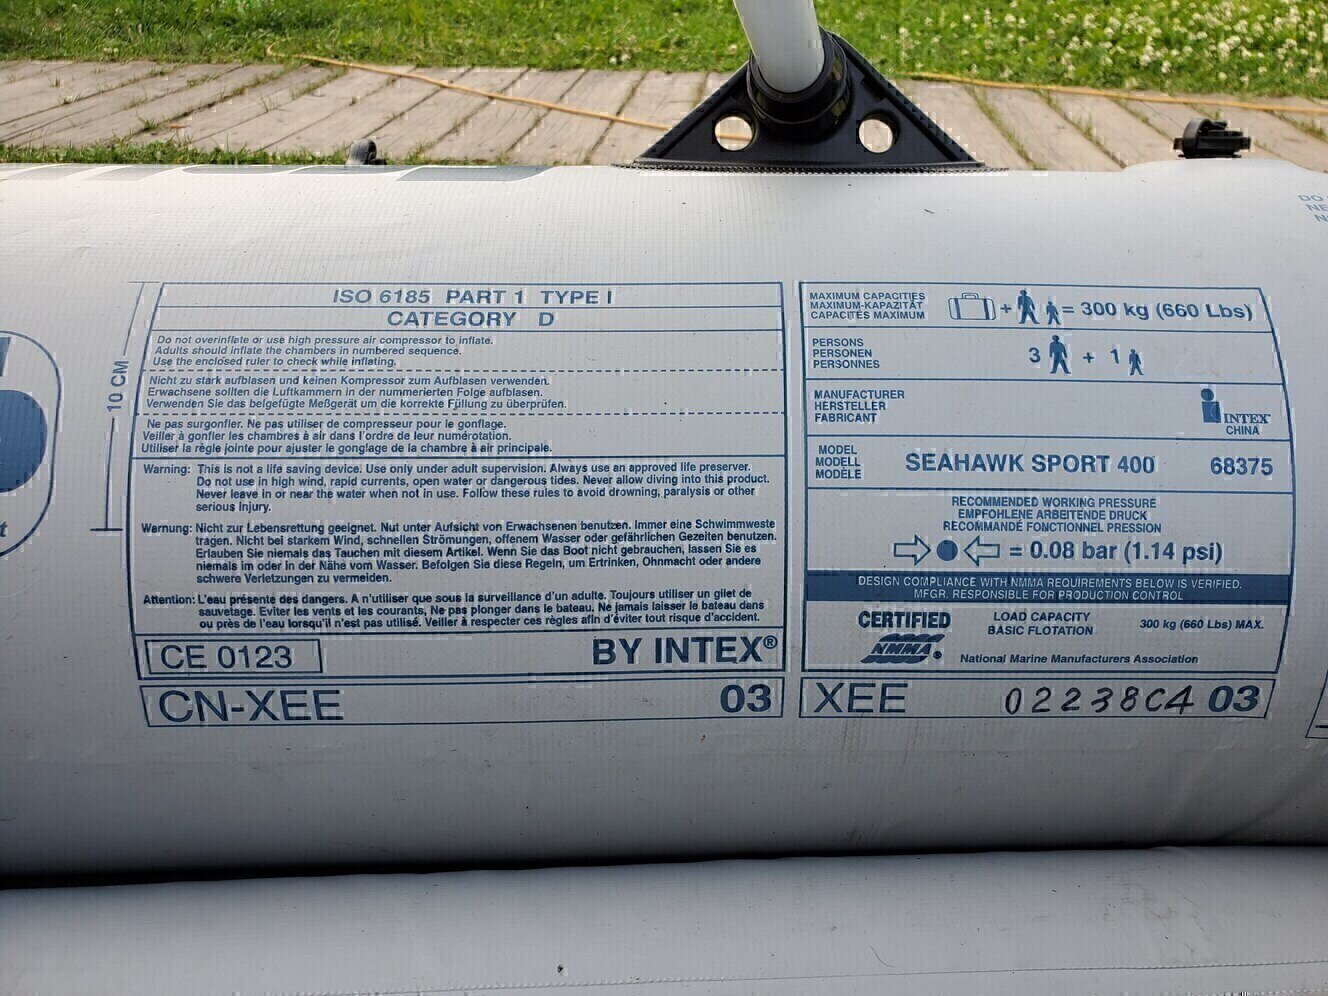 10 CM
ISO 6185 PART 1 TYPE I
CATEGORY D
Do not overinflate or use high pressure air compressor to inflate.
Adults should inflate the chambers in numbered sequence.
Use the enclosed ruler to check while inflating.
Nicht zu stark aufblasen und keinen Kompressor zum Aufblasen verwenden.
Erwachsene sollten die Luftkammern in der nummerierten Folge aufblasen.
Verwenden Sie das beigefügte Meßgerät um die korrekte Füllung zu überprüfen.
Ne pas surgonfler. Ne pas utiliser de compresseur pour le gonflage.
Veiller à gonfler les chambres à air dans l'ordre de leur numérotation.
Utiliser la règle jointe pour ajuster le gonglage de la chambre à air principale.
Warning: This is not a life saving device. Use only under adult supervision. Always use an approved life preserver.
Do not use in high wind, rapid currents, open water or dangerous tides. Never allow diving into this product.
Never leave in or near the water when not in use. Follow these rules to avoid drowning, paralysis or other
serious injury.
Warnung: Nicht zur Lebensrettung geeignet. Nut unter Aufsicht von Erwachsenen benutzen. Immer eine Schwimmweste
tragen. Nicht bei starkem Wind, schnellen Strömungen, offenem Wasser oder gefährlichen Gezeiten benutzen.
Erlauben Sie niemals das Tauchen mit diesem Artikel. Wenn Sie das Boot nicht gebrauchen, lassen Sie es
niemals im oder in der Nähe vom Wasser. Befolgen Sie diese Regeln, um Ertrinken, Ohnmacht oder andere
schwere Verletzungen zu vermeiden.
Attention: L'eau présente des dangers. A n'utiliser que sous la surveillance d'un adulte. Toujours utiliser un gilet de
sauvetage. Eviter les vents et les courants, Ne pas plonger dans le bateau. Ne jamais laisser le bateau dans
ou près de l'eau lorsqu'il n'est pas utilisé. Veiller à respecter ces règles afin d'éviter tout risque d'accident.
CE 0123 BY INTEX®
CN-XEE 03
MAXIMUM CAPACITIES
MAXIMUM-KAPAZITÄT
CAPACITÉS MAXIMUM
+ = 300 kg (660 Lbs)
PERSONS
PERSONEN
PERSONNES
3 + 1
MANUFACTURER
HERSTELLER
FABRICANT
INTEX
CHINA
MODEL
MODELL
MODÈLE
SEAHAWK SPORT 400 68375
RECOMMENDED WORKING PRESSURE
EMPFOHLENE ARBEITENDE DRUCK
RECOMMANDÉ FONCTIONNEL PRESSION
= 0.08 bar (1.14 psi)
DESIGN COMPLIANCE WITH NMMA REQUIREMENTS BELOW IS VERIFIED.
MFGR. RESPONSIBLE FOR PRODUCTION CONTROL
CERTIFIED
NMMA®
LOAD CAPACITY
BASIC FLOTATION
300 kg (660 Lbs) MAX.
National Marine Manufacturers Association
XEE 02238C4 03